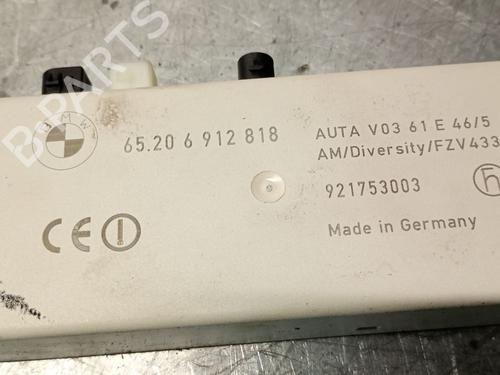 B-PARTS
BMW
65.20 6 912 818
AUTA V03 61 E 46/5
AM/Diversity/FZV433
921753003
h
Made in Germany
CE